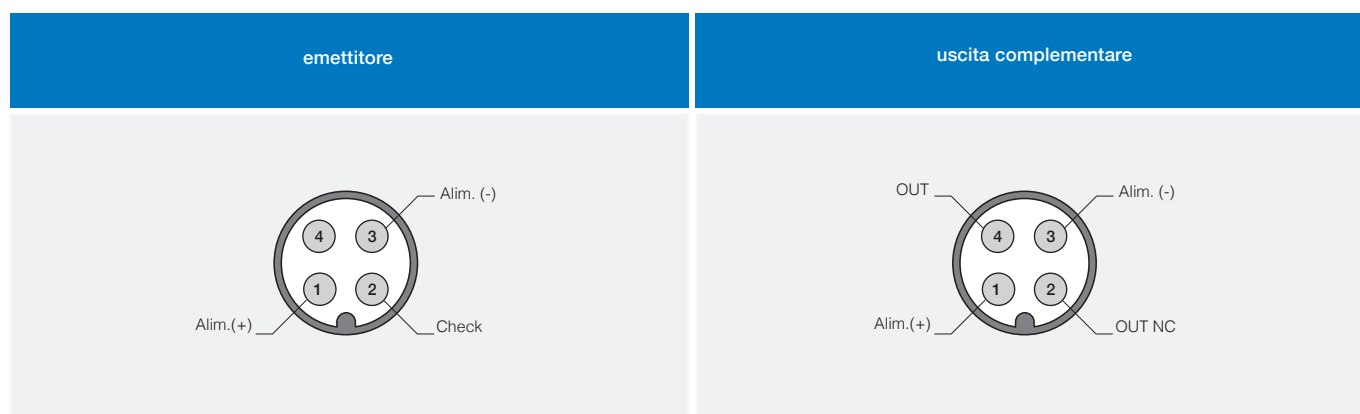 emettitore
uscita complementare
Alim. (-)
4 3
1 2
Alim.(+)
Check
OUT
Alim. (-)
4 3
1 2
Alim.(+)
OUT NC